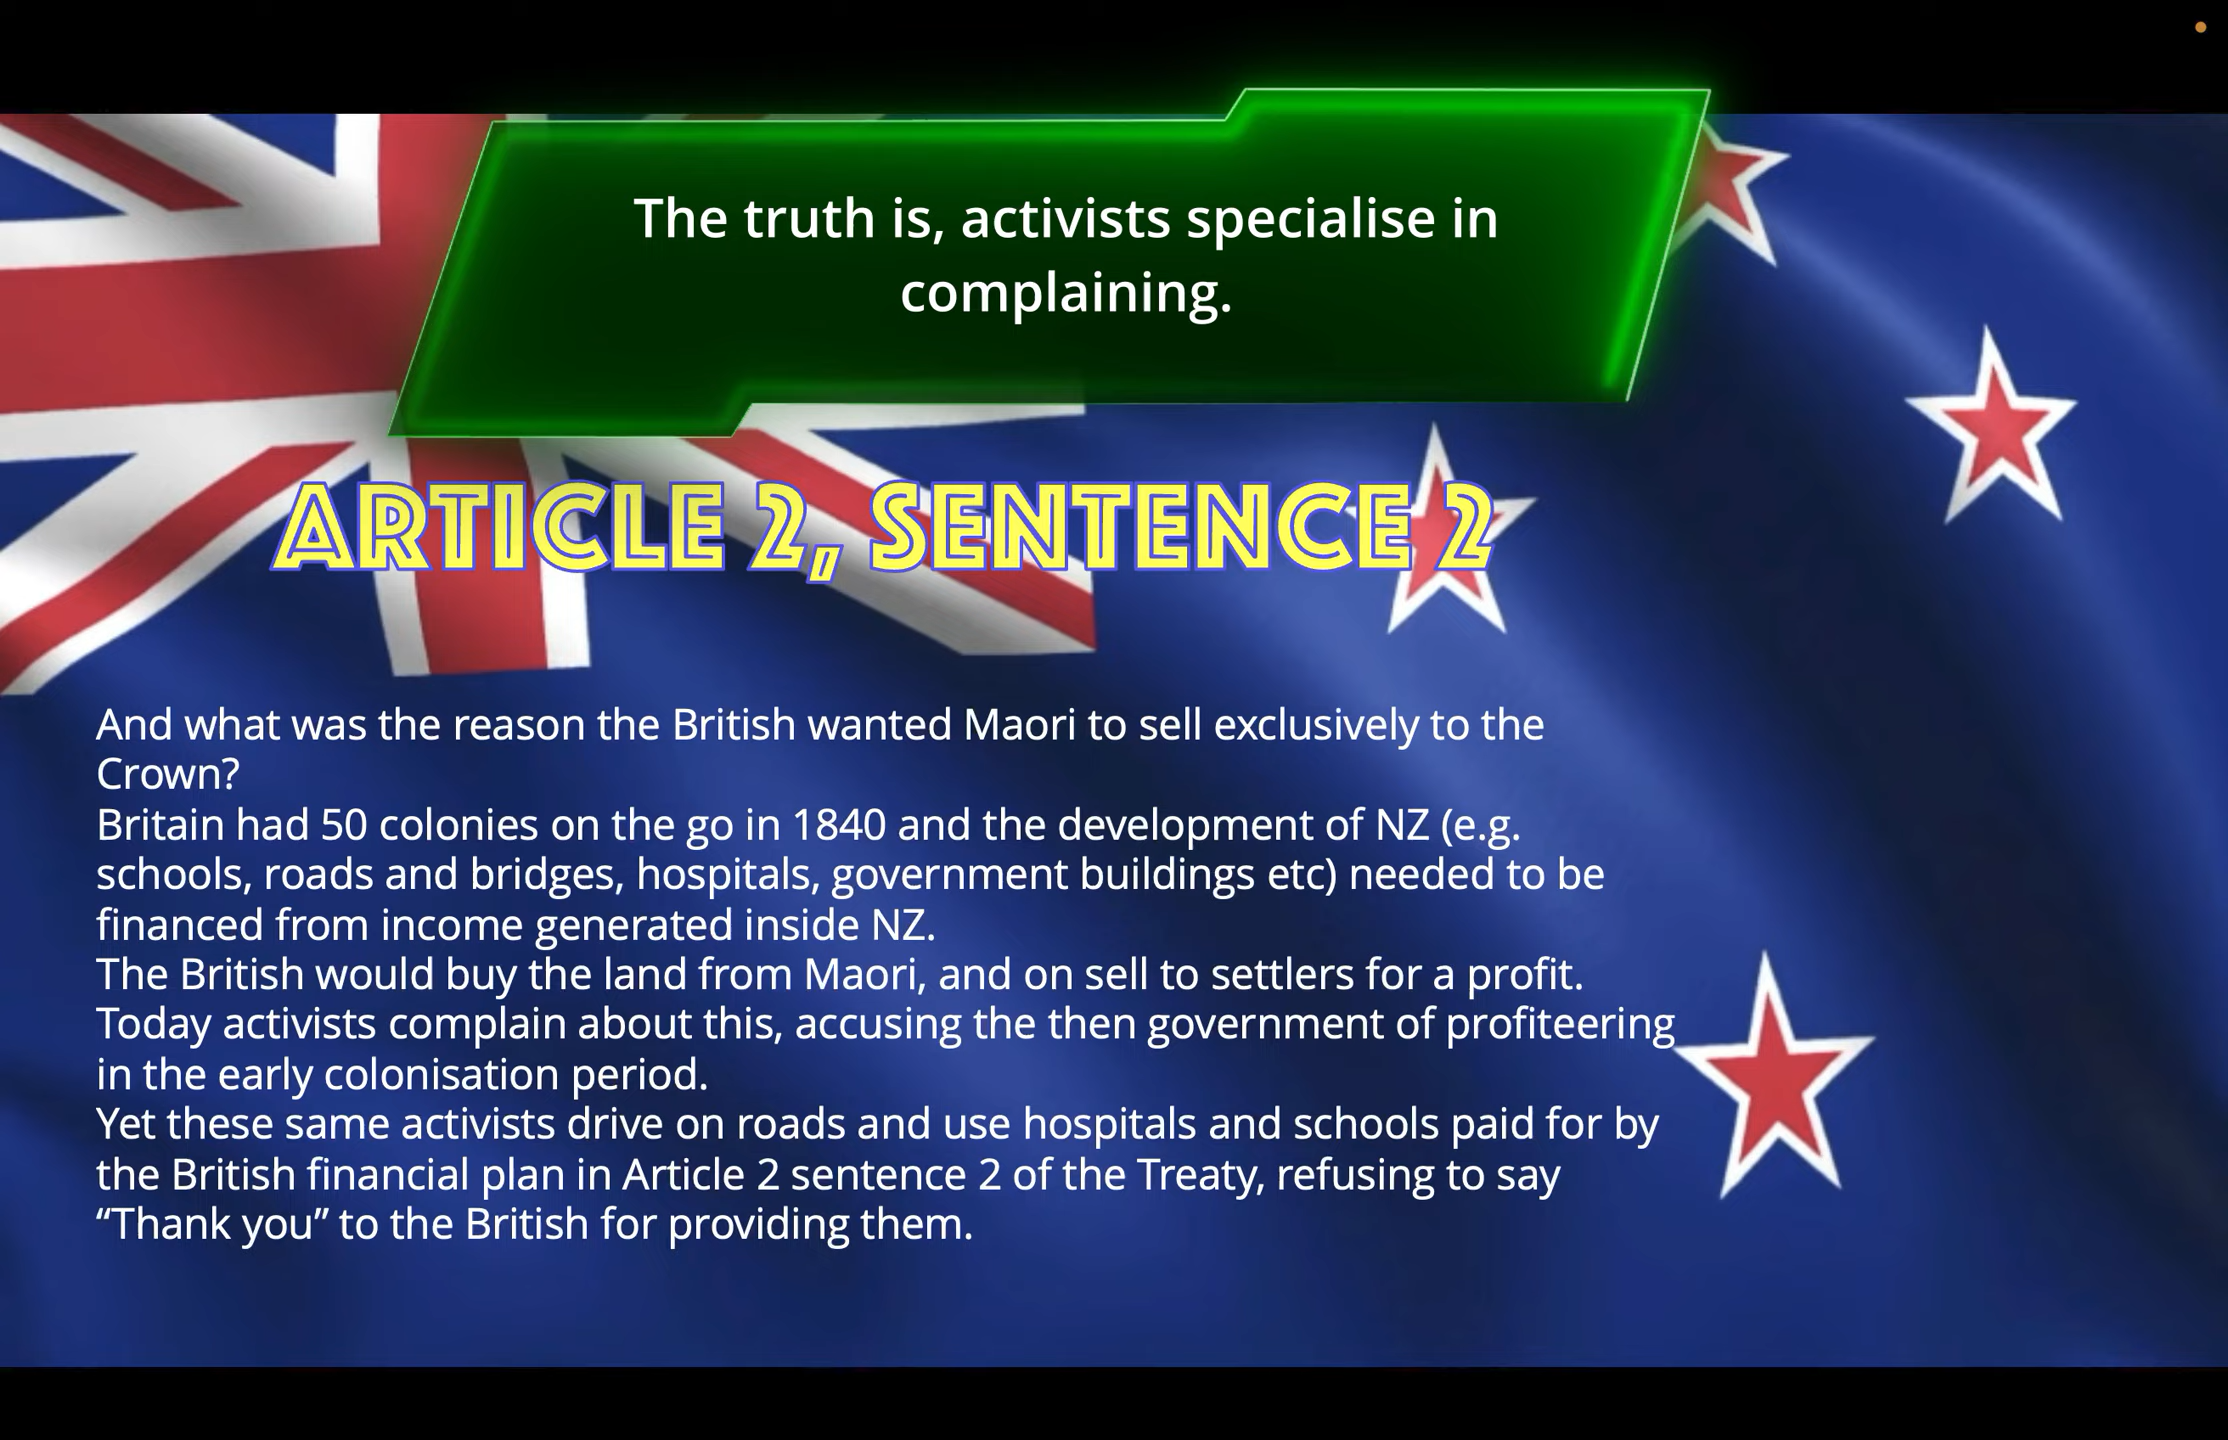 The truth is, activists specialise in
complaining.
ARTICLE 2, SENTENCE 2
And what was the reason the British wanted Maori to sell exclusively to the
Crown?
Britain had 50 colonies on the go in 1840 and the development of NZ (e.g.
schools, roads and bridges, hospitals, government buildings etc) needed to be
financed from income generated inside NZ.
The British would buy the land from Maori, and on sell to settlers for a profit.
Today activists complain about this, accusing the then government of profiteering
in the early colonisation period.
Yet these same activists drive on roads and use hospitals and schools paid for by
the British financial plan in Article 2 sentence 2 of the Treaty, refusing to say
“Thank you” to the British for providing them.